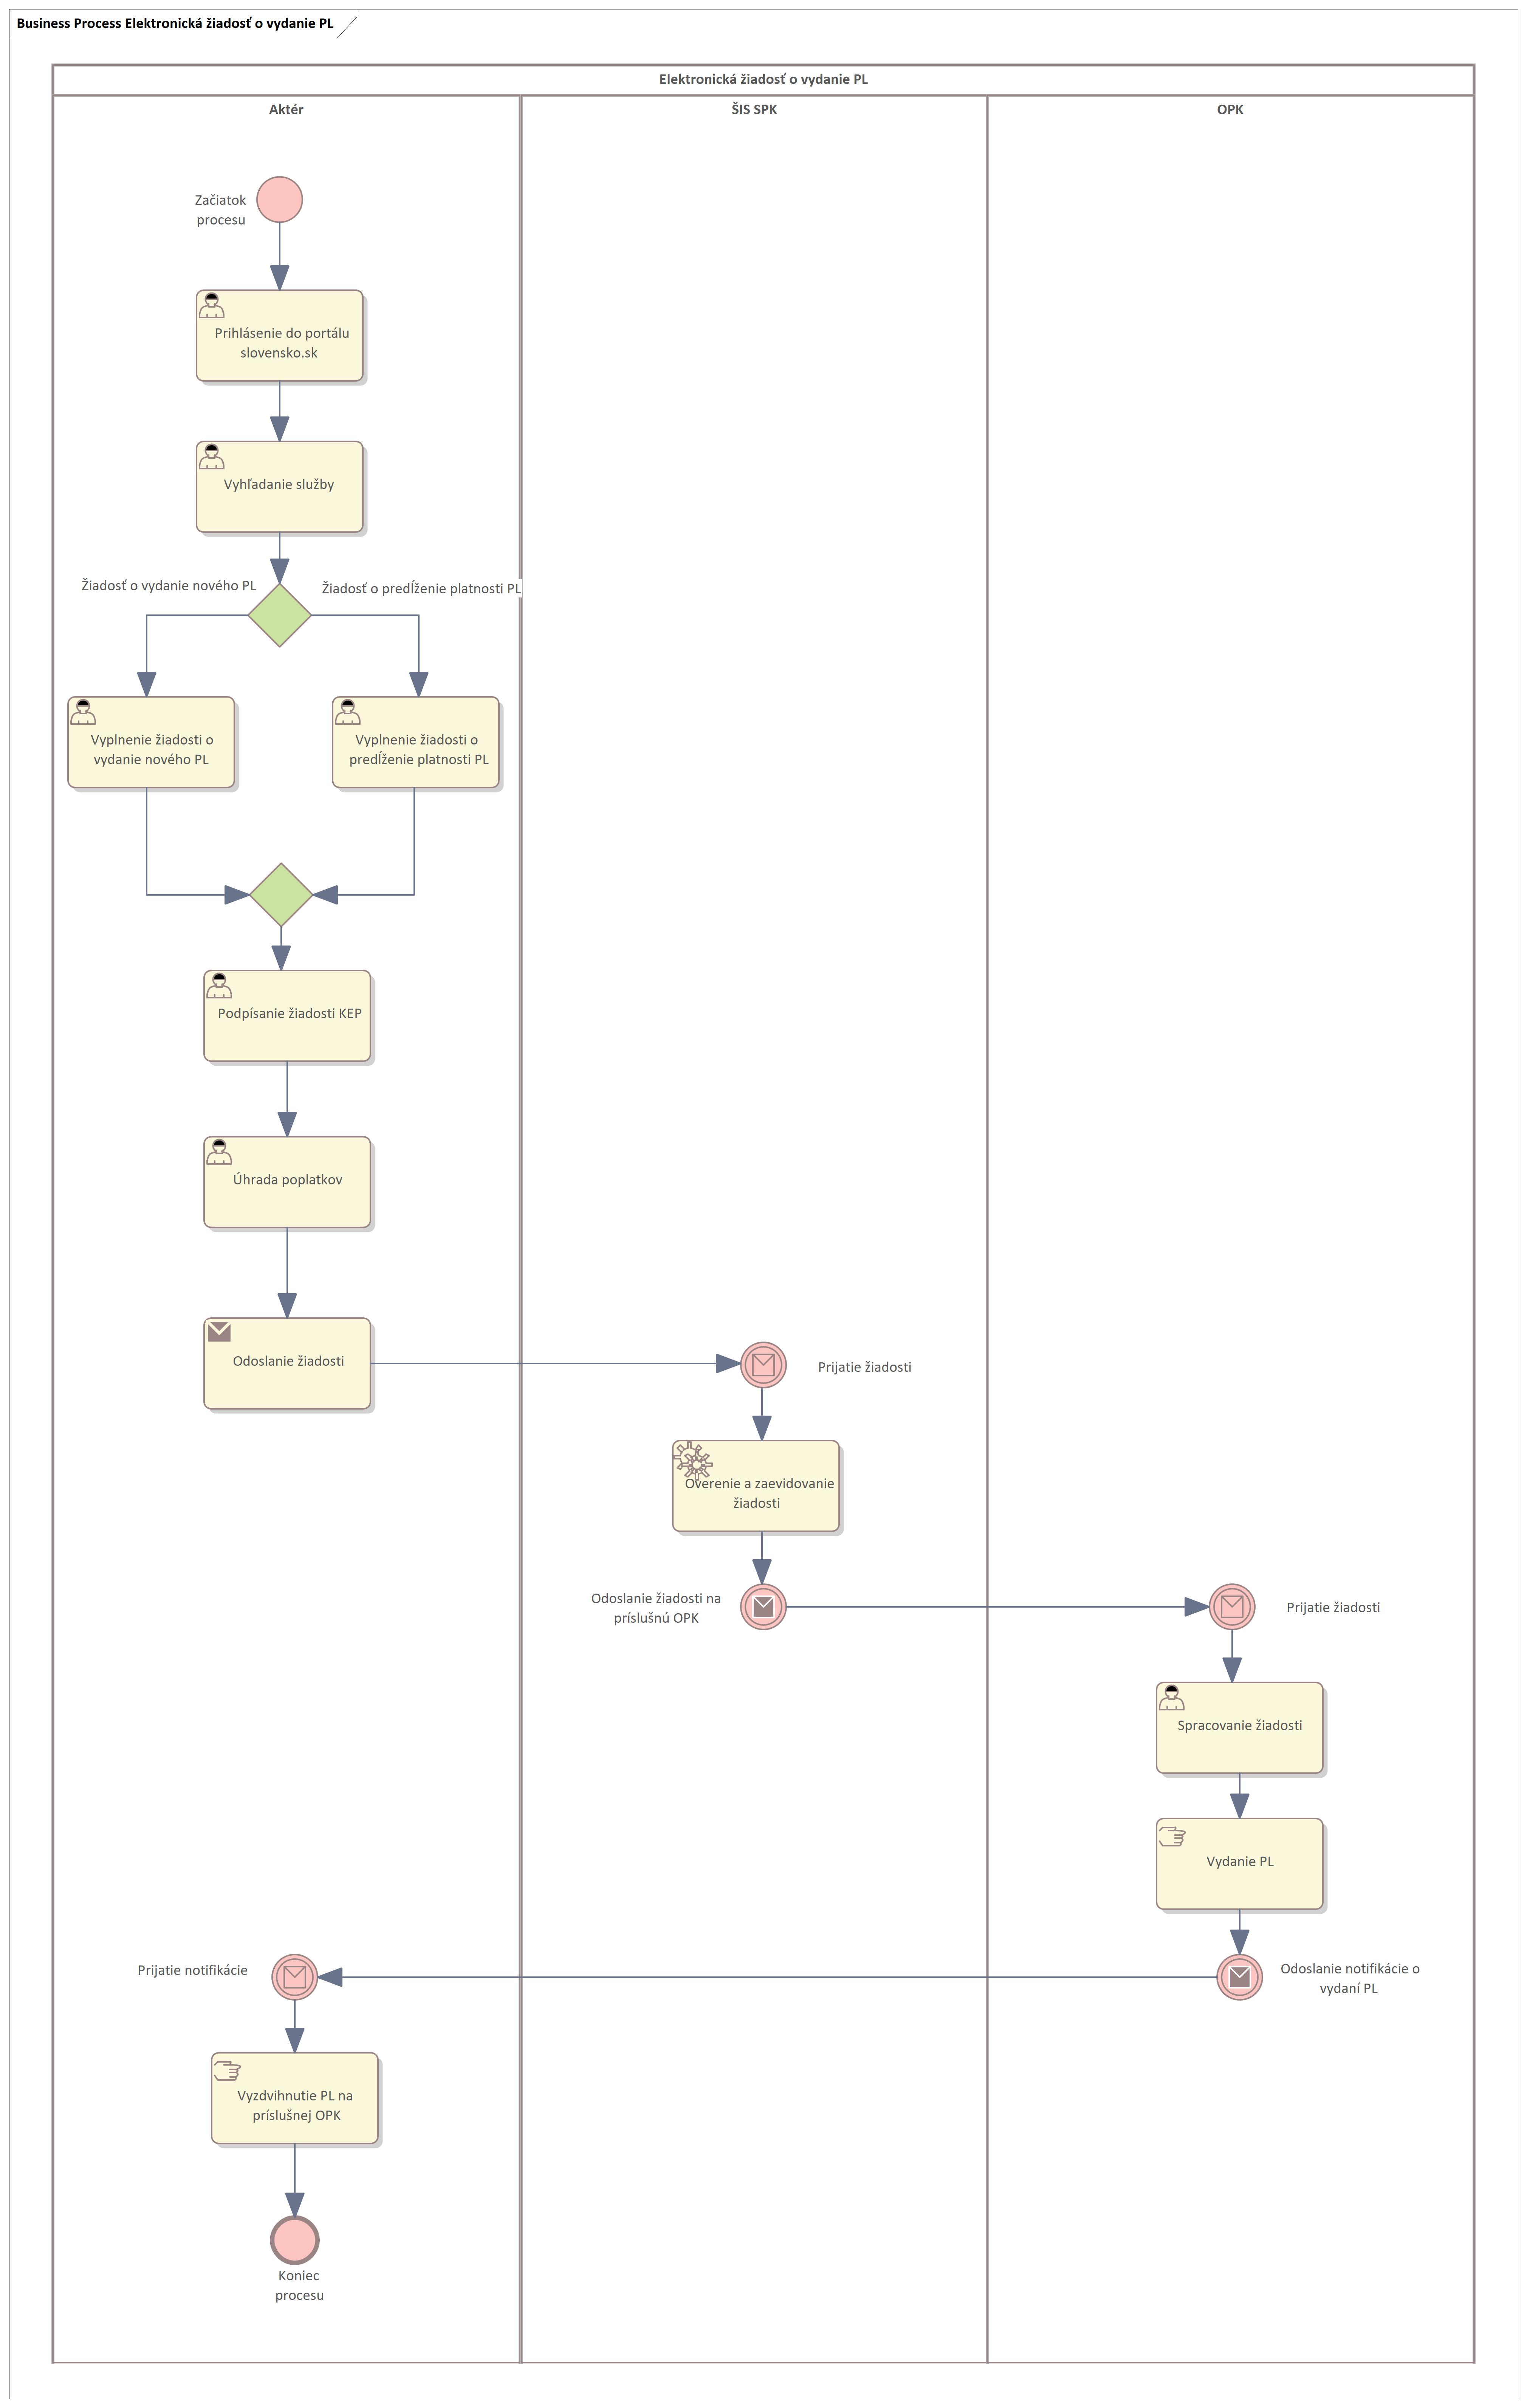 Business Process Elektronická žiadosť o vydanie PL
Elektronická žiadosť o vydanie PL
Aktér
ŠIS SPK
OPK
Začiatok
procesu
Prihlásenie do portálu
slovensko.sk
Vyhľadanie služby
Žiadosť o vydanie nového PL
Žiadosť o predĺženie platnosti PL
Vyplnenie žiadosti o
vydanie nového PL
Vyplnenie žiadosti o
predĺženie platnosti PL
Podpísanie žiadosti KEP
Úhrada poplatkov
Odoslanie žiadosti
Prijatie žiadosti
Overenie a zaevidovanie
žiadosti
Odoslanie žiadosti na
príslušnú OPK
Prijatie žiadosti
Spracovanie žiadosti
Vydanie PL
Odoslanie notifikácie o
vydaní PL
Prijatie notifikácie
Vyzdvihnutie PL na
príslušnej OPK
Koniec
procesu